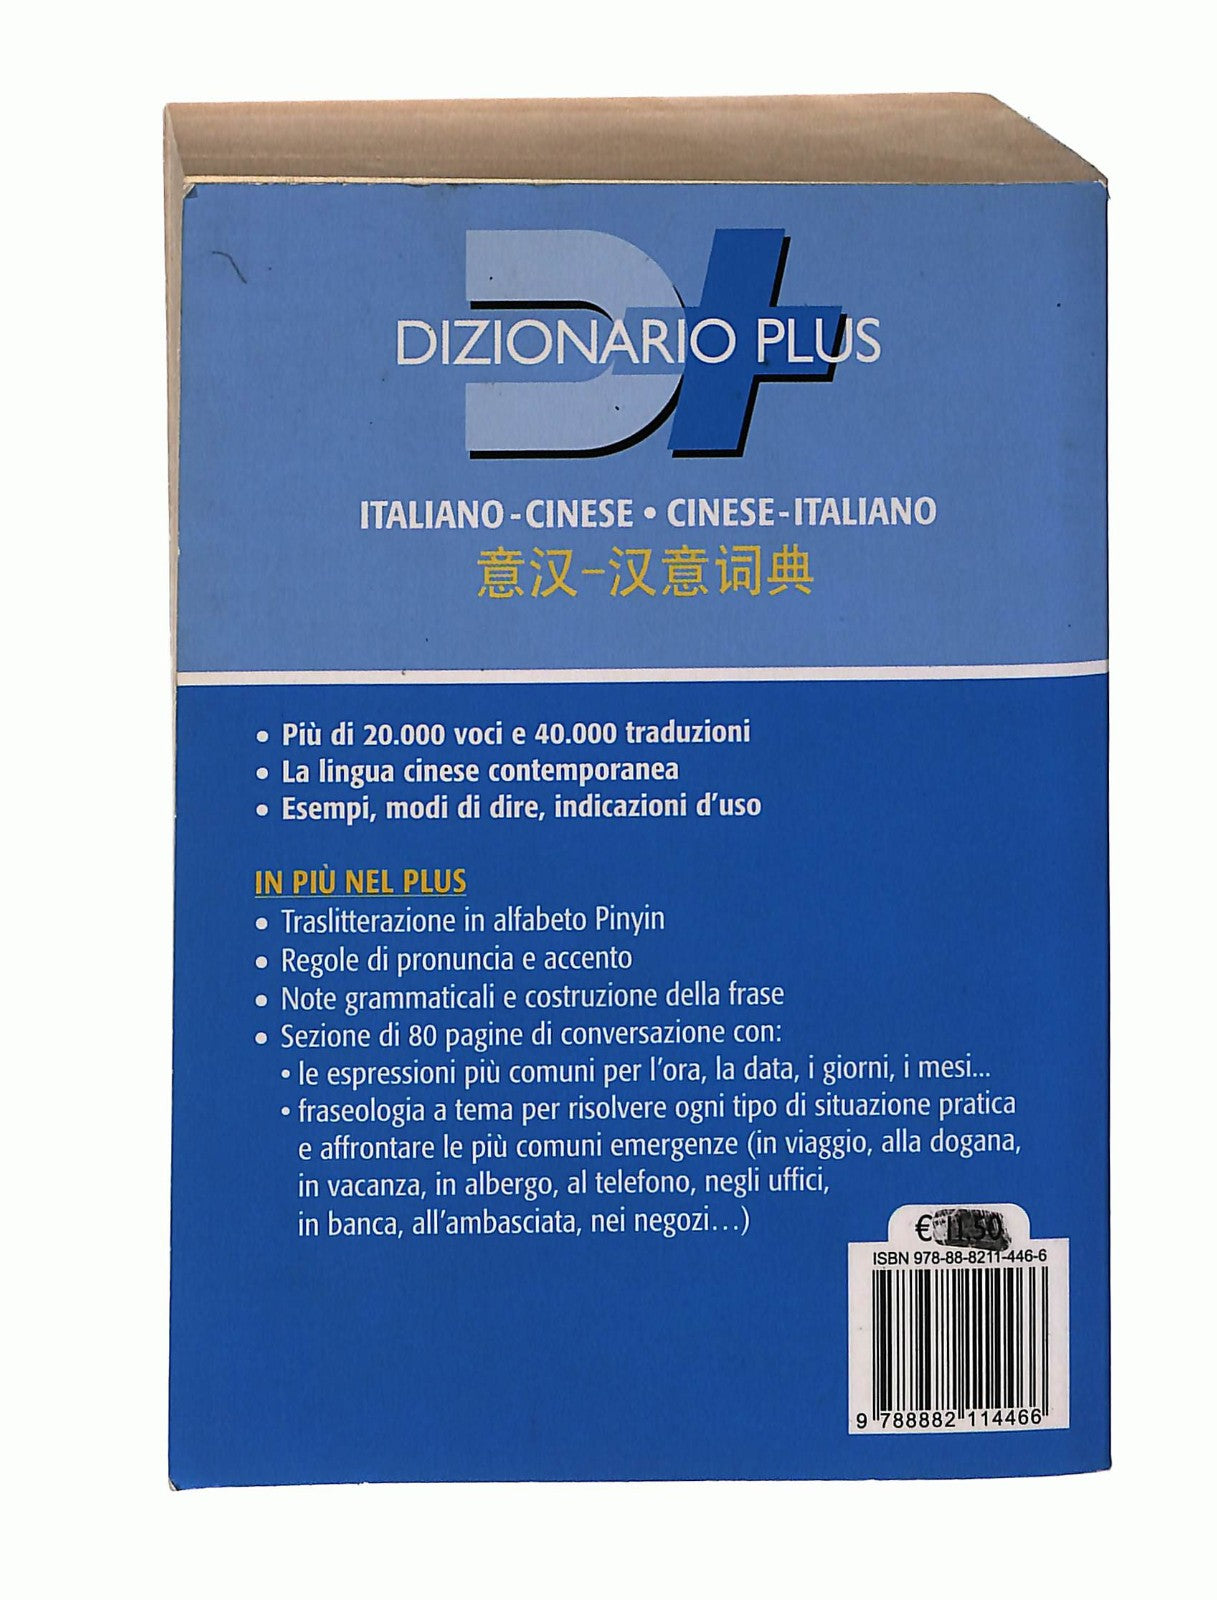 DIZIONARIO PLUS
ITALIANO-CINESE • CINESE-ITALIANO
意汉-汉意词典
• Più di 20.000 voci e 40.000 traduzioni
• La lingua cinese contemporanea
• Esempi, modi di dire, indicazioni d'uso
IN PIÙ NEL PLUS
• Traslitterazione in alfabeto Pinyin
• Regole di pronuncia e accento
• Note grammaticali e costruzione della frase
• Sezione di 80 pagine di conversazione con:
• le espressioni più comuni per l'ora, la data, i giorni, i mesi...
• fraseologia a tema per risolvere ogni tipo di situazione pratica
e affrontare le più comuni emergenze (in viaggio, alla dogana,
in vacanza, in albergo, al telefono, negli uffici,
in banca, all'ambasciata, nei negozi...)
€ 11,50
ISBN 978-88-8211-446-6
9 788882 114466